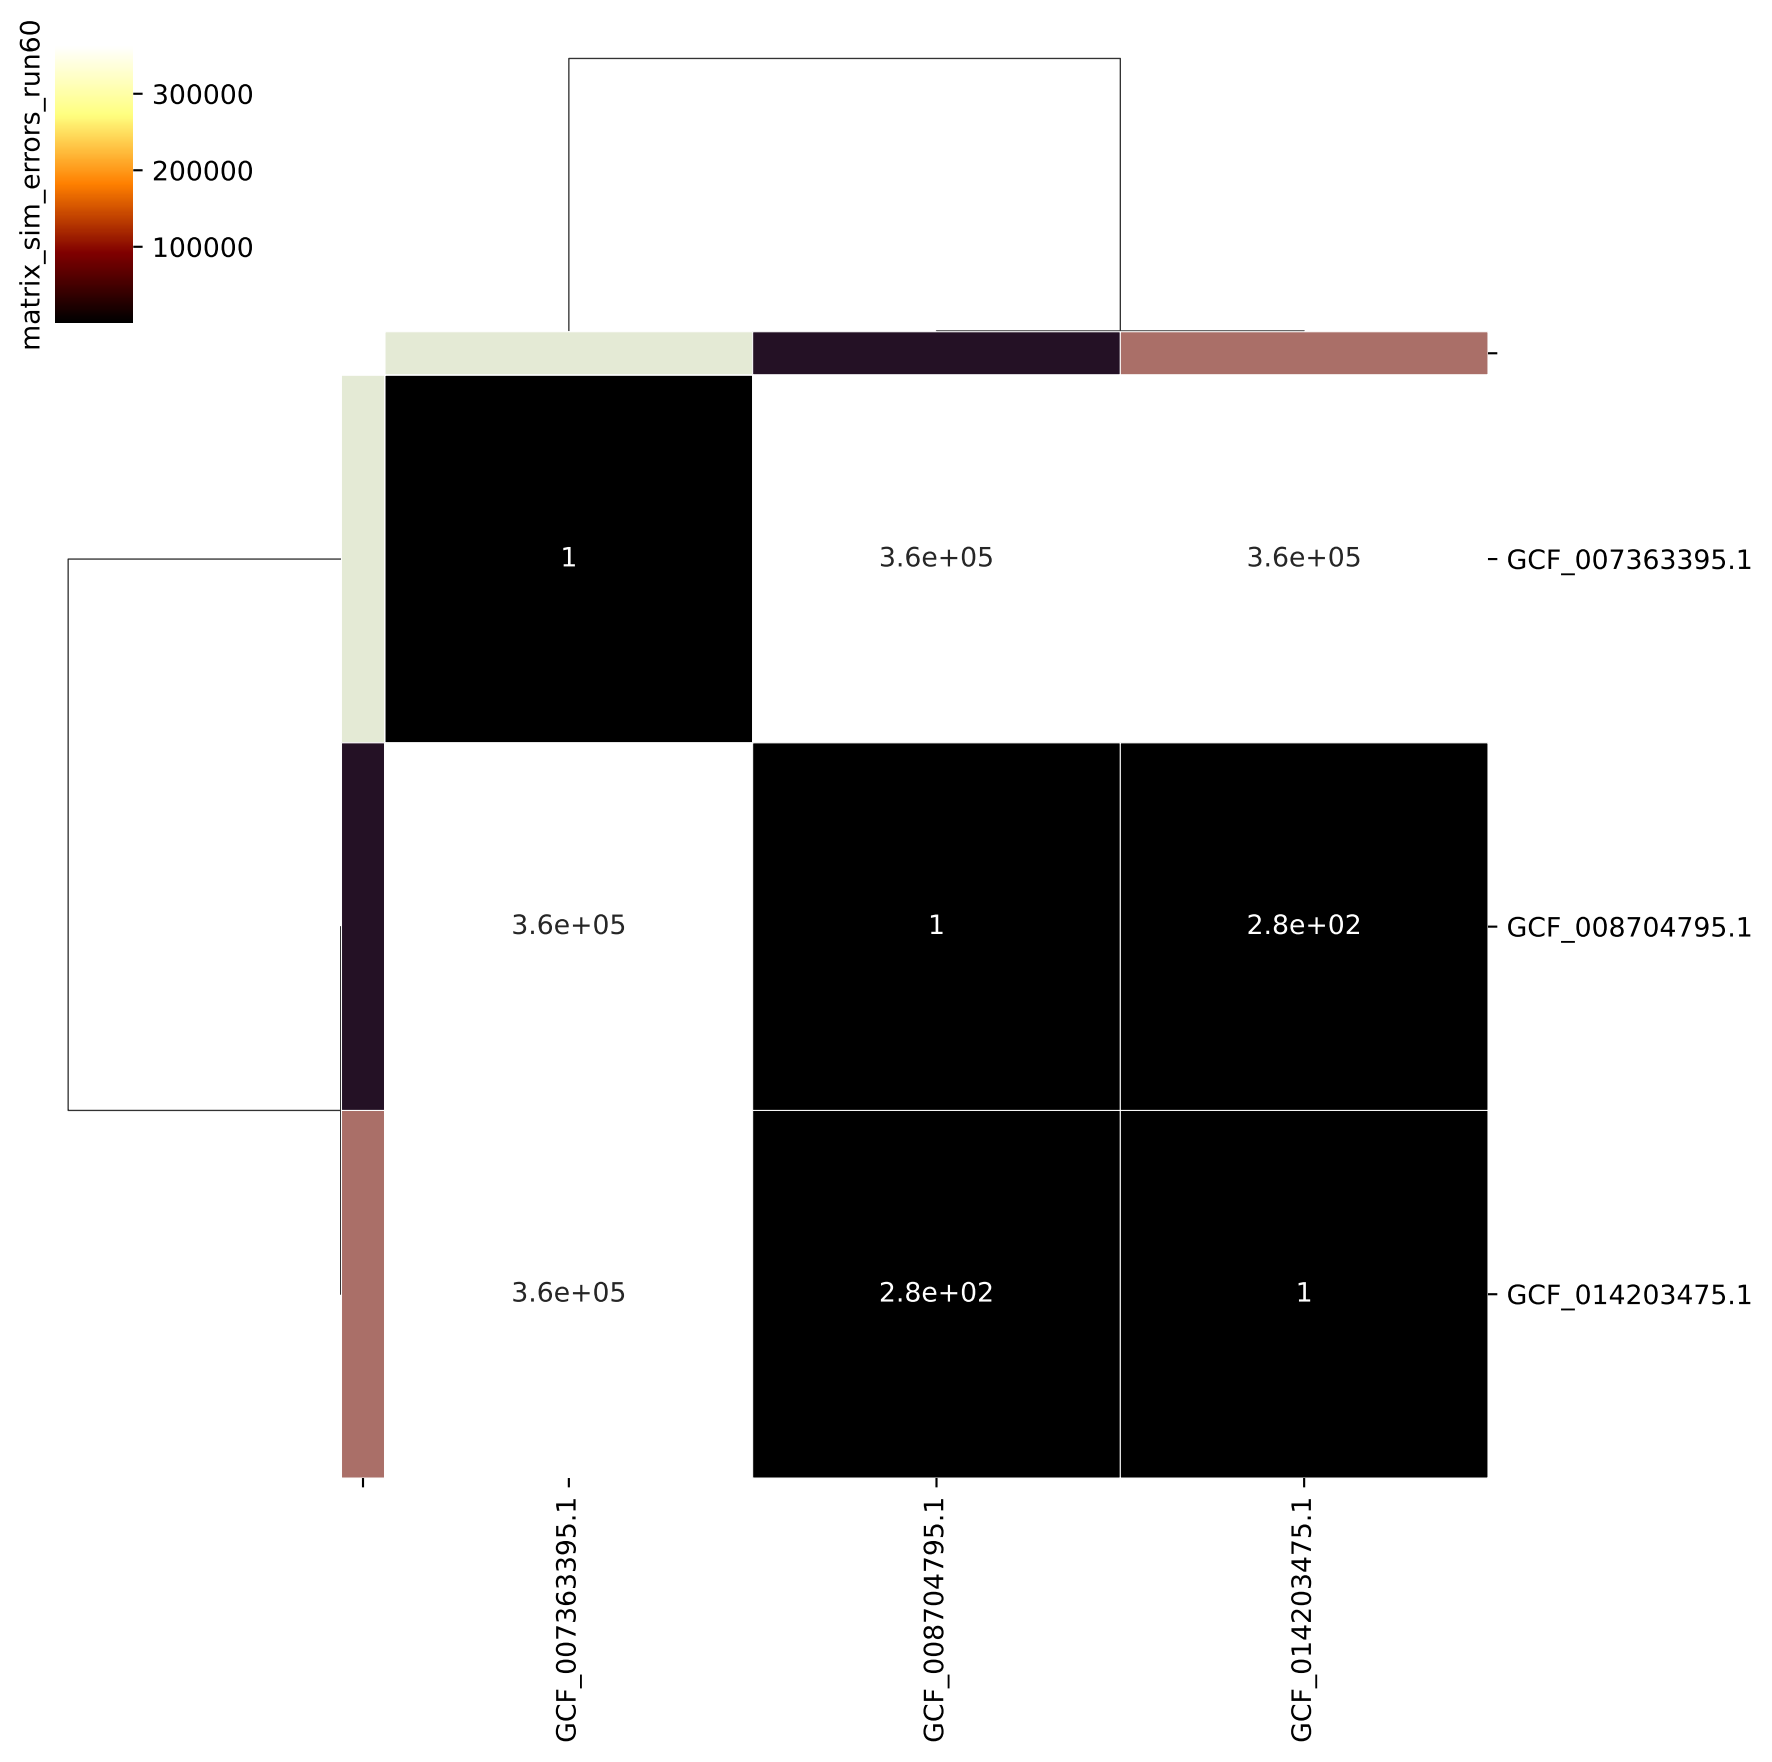 matrix_sim_errors_run60
300000
200000
100000
1
3.6e+05
3.6e+05
GCF_007363395.1
3.6e+05
1
2.8e+02
GCF_008704795.1
3.6e+05
2.8e+02
1
GCF_014203475.1
GCF_007363395.1
GCF_008704795.1
GCF_014203475.1